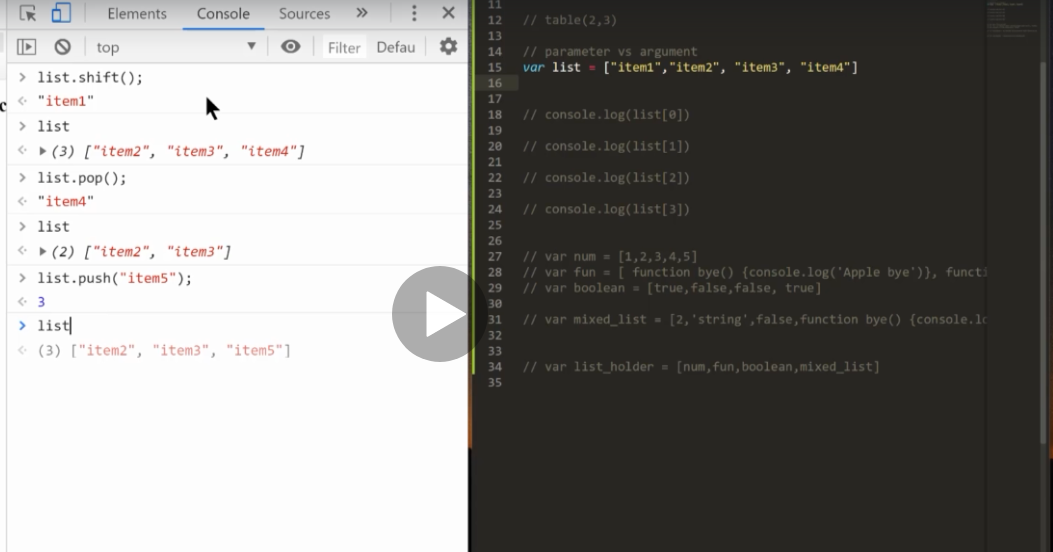 Elements Console Sources »
top Filter Defau
> list.shift();
"item1"
> list
(3) ["item2", "item3", "item4"]
> list.pop();
"item4"
> list
(2) ["item2", "item3"]
> list.push("item5");
3
> list
(3) ["item2", "item3", "item5"]
11
12 // table(2,3)
13
14 // parameter vs argument
15 var list = ["item1","item2", "item3", "item4"]
16
17
18 // console.log(list[0])
19
20 // console.log(list[1])
21
22 // console.log(list[2])
23
24 // console.log(list[3])
25
26
27 // var num = [1,2,3,4,5]
28 // var fun = [ function bye() {console.log('Apple bye')}, functi
29 // var boolean = [true,false,false, true]
30
31 // var mixed_list = [2,'string',false,function bye() {console.lo
32
33
34 // var list_holder = [num,fun,boolean,mixed_list]
35